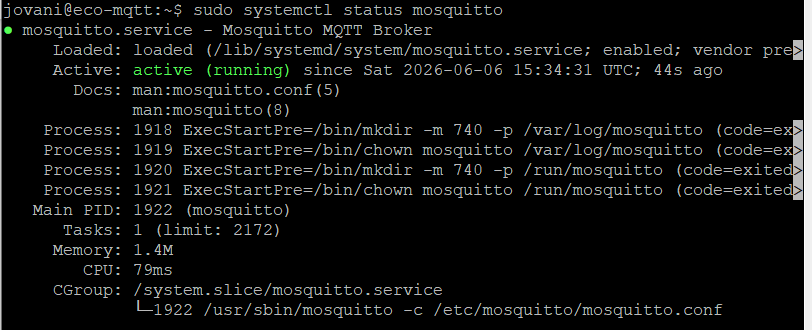 jovani@eco-mqtt:~$ sudo systemctl status mosquitto
● mosquitto.service - Mosquitto MQTT Broker
     Loaded: loaded (/lib/systemd/system/mosquitto.service; enabled; vendor pre>
     Active: active (running) since Sat 2026-06-06 15:34:31 UTC; 44s ago
       Docs: man:mosquitto.conf(5)
             man:mosquitto(8)
    Process: 1918 ExecStartPre=/bin/mkdir -m 740 -p /var/log/mosquitto (code=ex>
    Process: 1919 ExecStartPre=/bin/chown mosquitto /var/log/mosquitto (code=ex>
    Process: 1920 ExecStartPre=/bin/mkdir -m 740 -p /run/mosquitto (code=exited>
    Process: 1921 ExecStartPre=/bin/chown mosquitto /run/mosquitto (code=exited>
   Main PID: 1922 (mosquitto)
      Tasks: 1 (limit: 2172)
     Memory: 1.4M
        CPU: 79ms
     CGroup: /system.slice/mosquitto.service
             └─1922 /usr/sbin/mosquitto -c /etc/mosquitto/mosquitto.conf